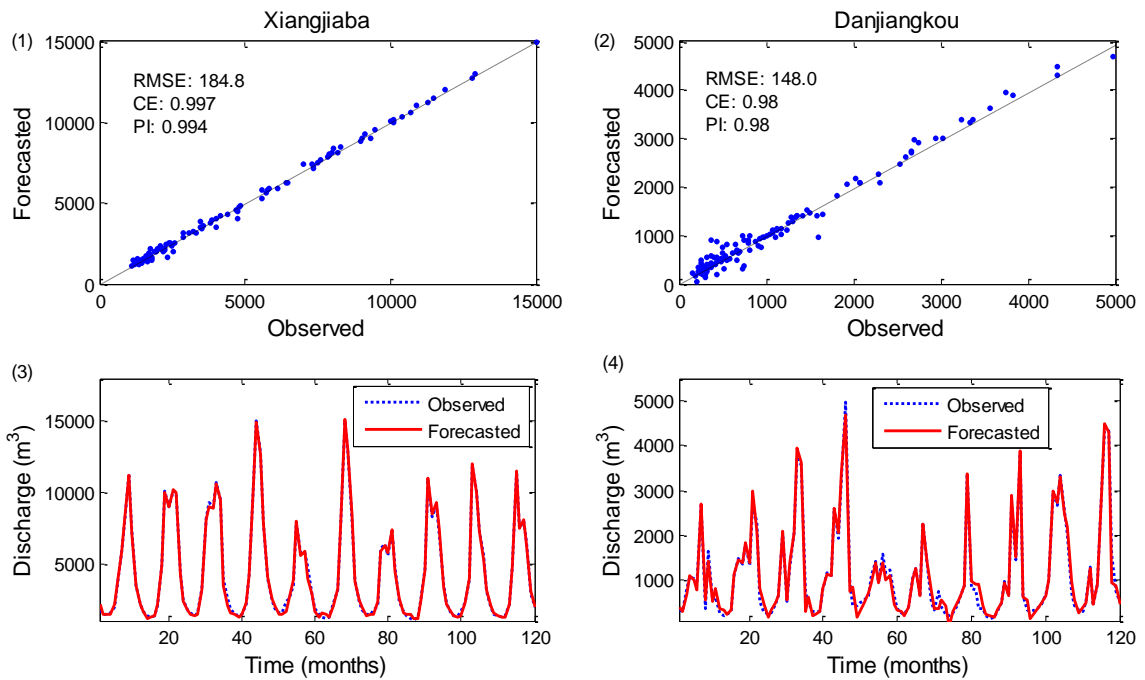 Xiangjiaba
(1)
15000
10000
5000
0
Forecasted
RMSE: 184.8
CE: 0.997
PI: 0.994
0 5000 10000 15000
Observed
Danjiangkou
(2)
5000
4000
3000
2000
1000
0
Forecasted
RMSE: 148.0
CE: 0.98
PI: 0.98
0 1000 2000 3000 4000 5000
Observed
(3)
15000
10000
5000
Discharge (m³)
Observed
Forecasted
20 40 60 80 100 120
Time (months)
(4)
5000
4000
3000
2000
1000
Discharge (m³)
Observed
Forecasted
20 40 60 80 100 120
Time (months)